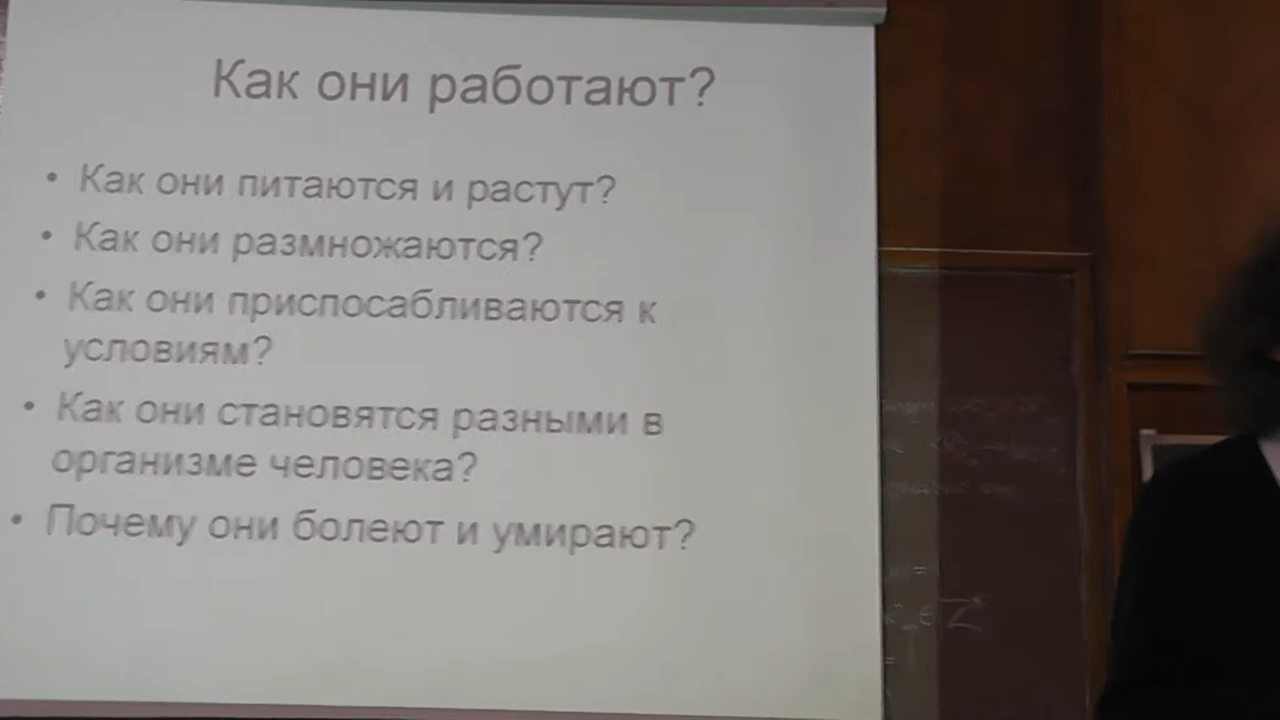 Как они работают?
• Как они питаются и растут?
• Как они размножаются?
• Как они приспосабливаются к
условиям?
• Как они становятся разными в
организме человека?
• Почему они болеют и умирают?